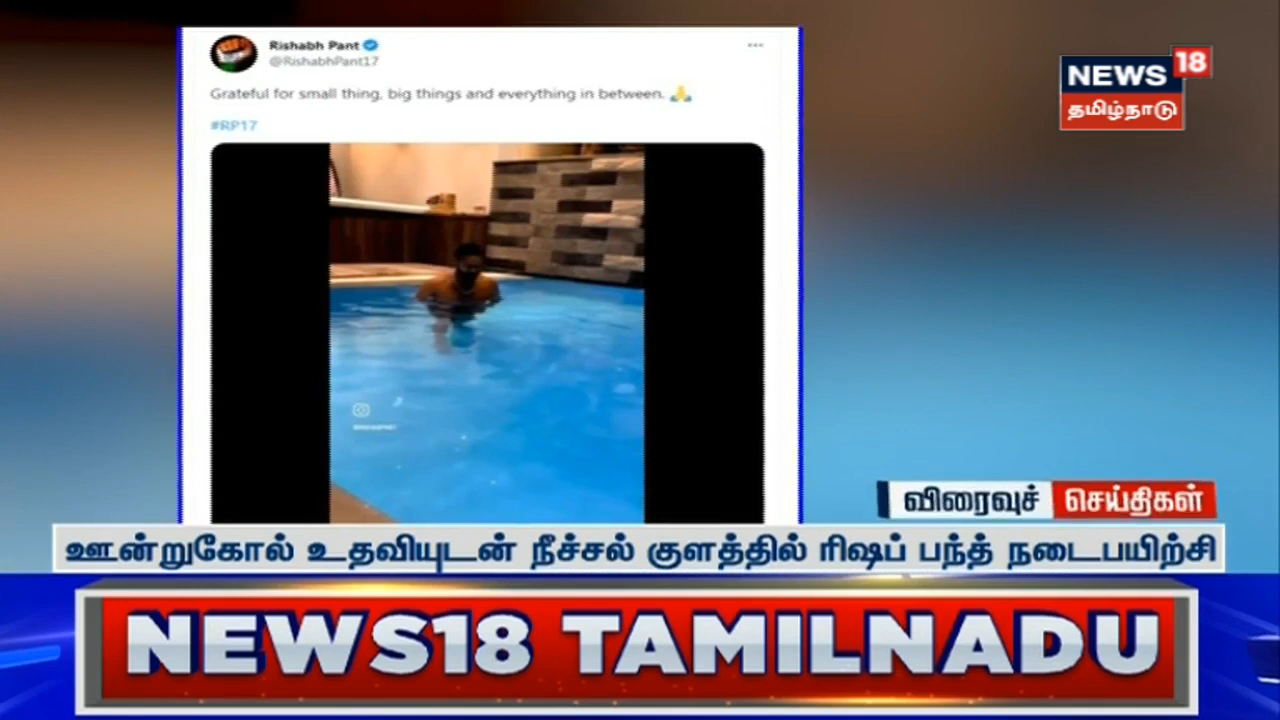 Rishabh Pant
@RishabhPant17
Grateful for small thing, big things and everything in between. 🙏
#RP17
NEWS 18
தமிழ்நாடு
விரைவுச் செய்திகள்
ஊன்றுகோல் உதவியுடன் நீச்சல் குளத்தில் ரிஷப் பந்த் நடைபயிற்சி
NEWS18 TAMILNADU